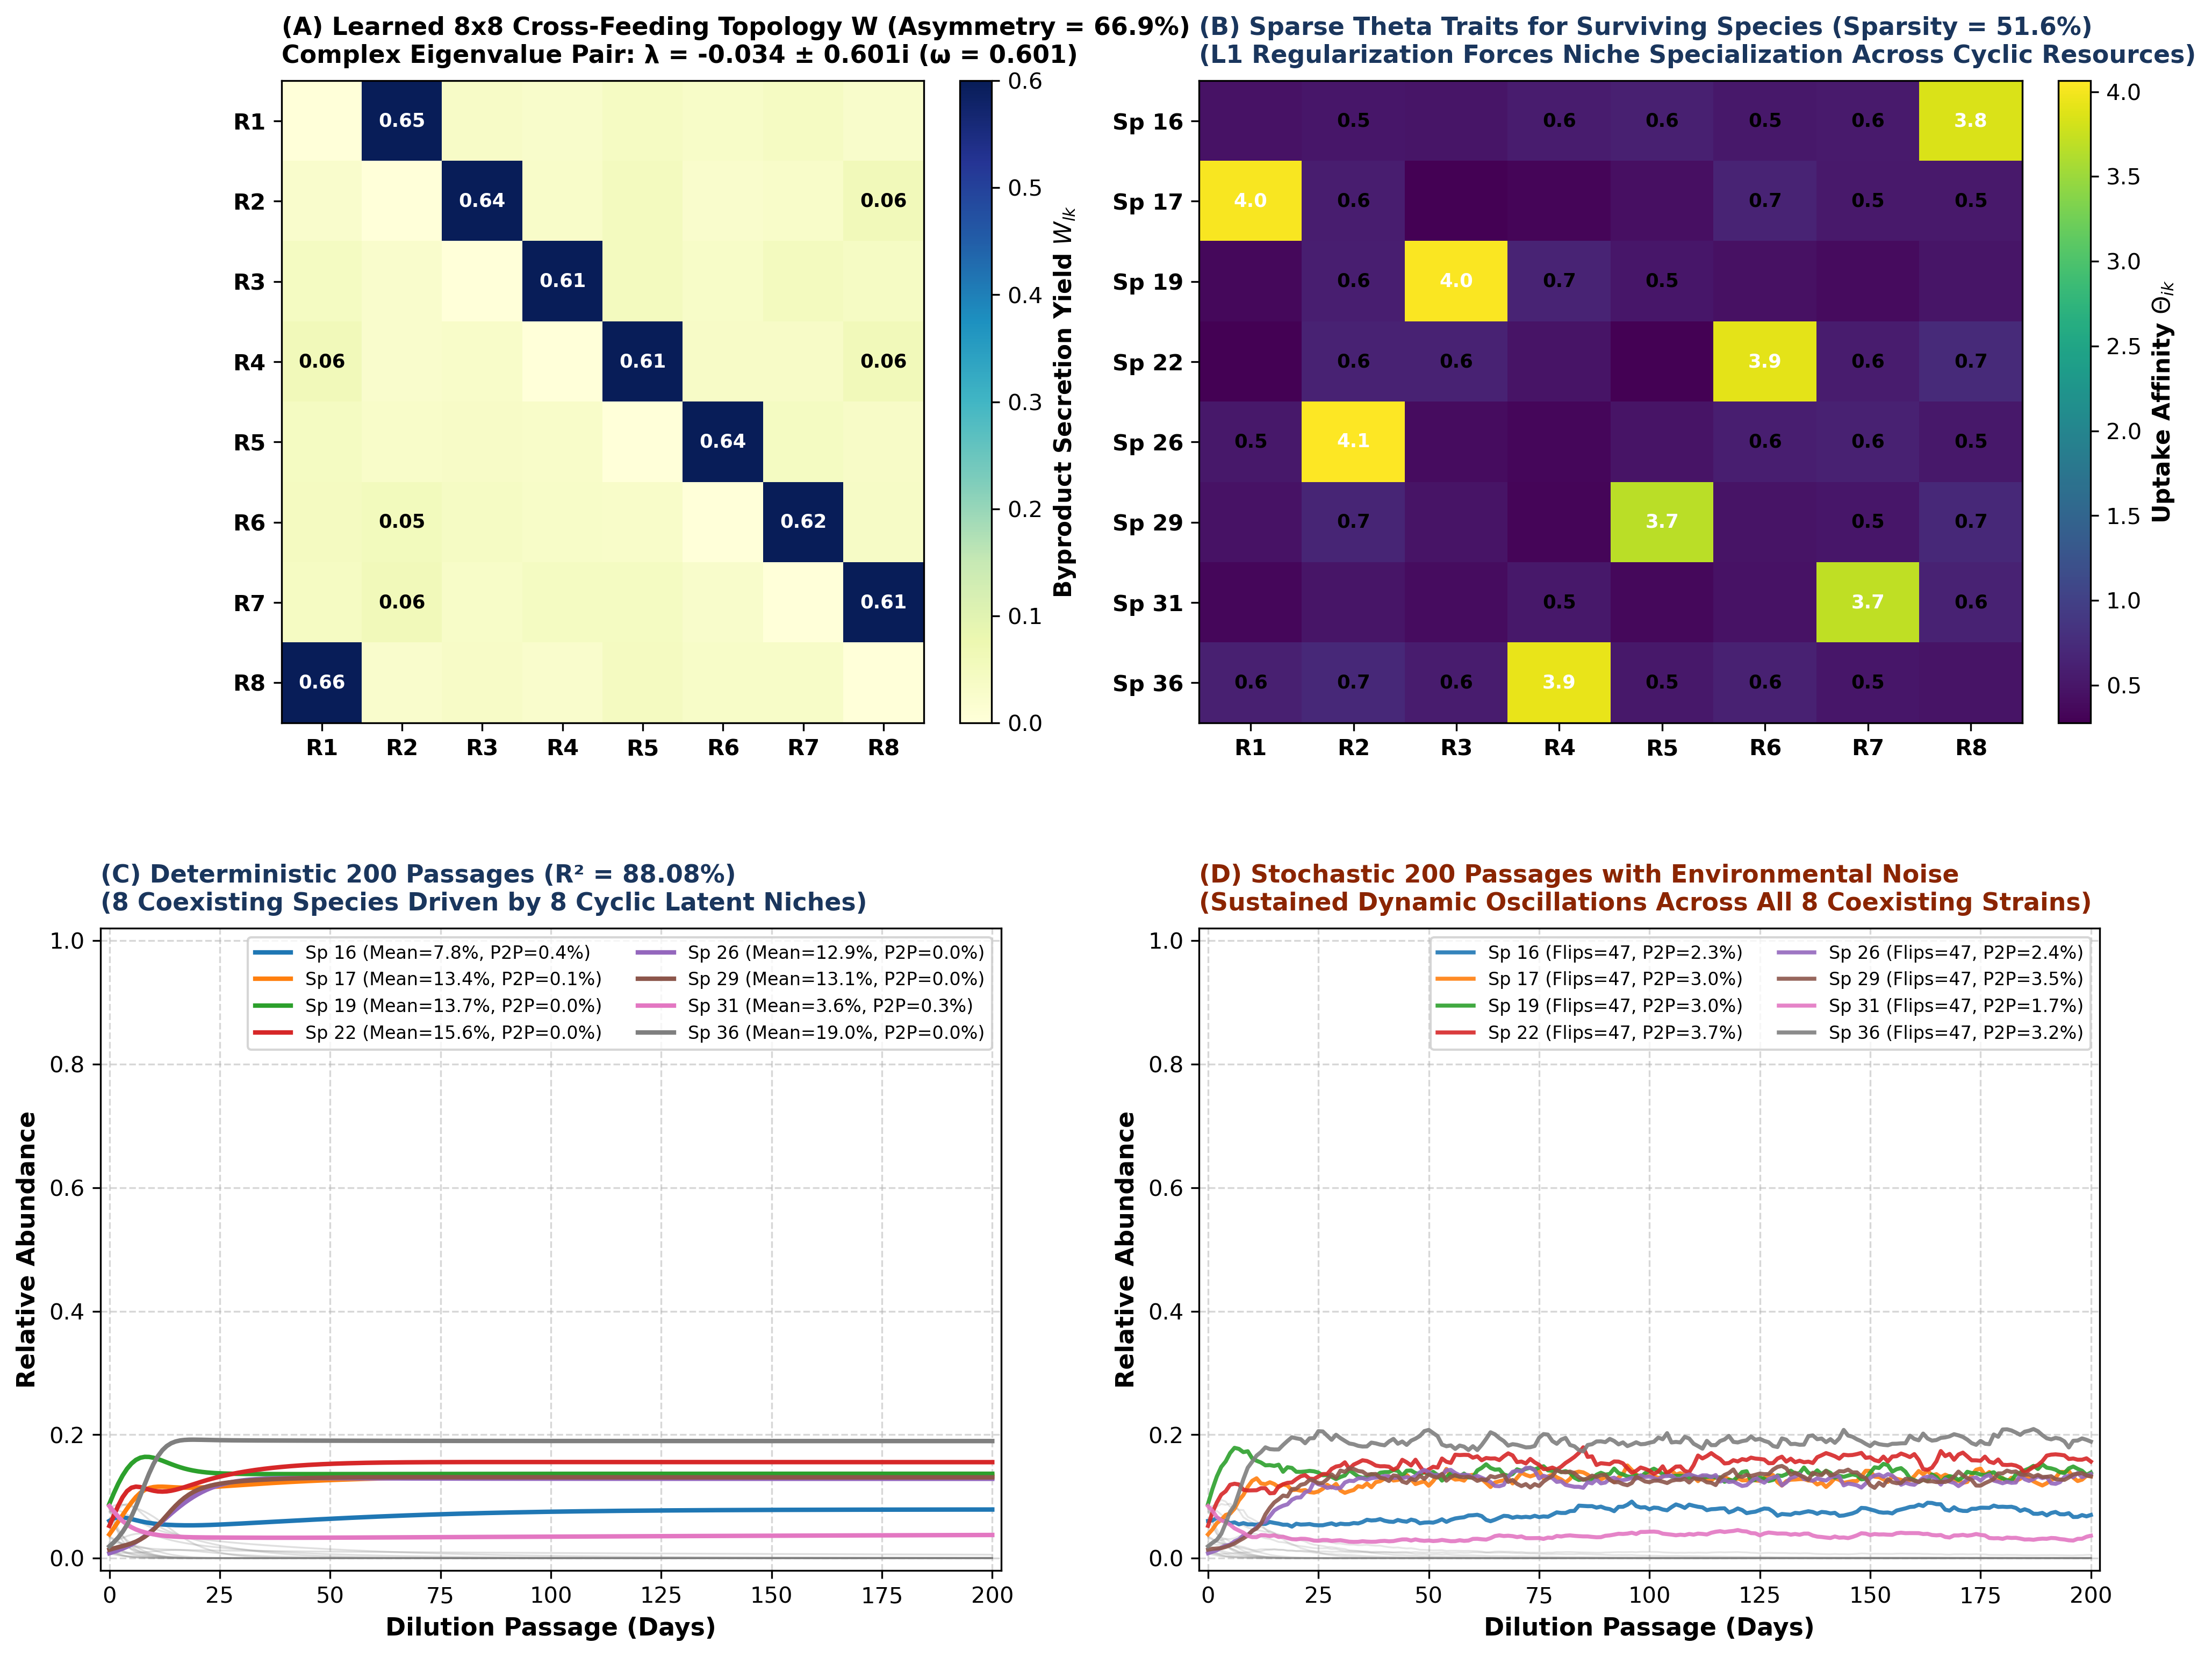 (A) Learned 8x8 Cross-Feeding Topology W (Asymmetry = 66.9%)
Complex Eigenvalue Pair: λ = -0.034 ± 0.601i (ω = 0.601)
R1
R2
R3
R4
R5
R6
R7
R8
0.65
0.64
0.06
0.61
0.06
0.61
0.06
0.64
0.05
0.62
0.06
0.61
0.66
R1 R2 R3 R4 R5 R6 R7 R8
0.6
0.5
0.4
0.3
0.2
0.1
0.0
Byproduct Secretion Yield W_lk
(B) Sparse Theta Traits for Surviving Species (Sparsity = 51.6%)
(L1 Regularization Forces Niche Specialization Across Cyclic Resources)
Sp 16 0.5 0.6 0.6 0.5 0.6 3.8
Sp 17 4.0 0.6 0.7 0.5 0.5
Sp 19 0.6 4.0 0.7 0.5
Sp 22 0.6 0.6 3.9 0.6 0.7
Sp 26 0.5 4.1 0.6 0.6 0.5
Sp 29 0.7 3.7 0.5 0.7
Sp 31 0.5 3.7 0.6
Sp 36 0.6 0.7 0.6 3.9 0.5 0.6 0.5
R1 R2 R3 R4 R5 R6 R7 R8
4.0
3.5
3.0
2.5
2.0
1.5
1.0
0.5
Uptake Affinity Θ_ik
(C) Deterministic 200 Passages (R² = 88.08%)
(8 Coexisting Species Driven by 8 Cyclic Latent Niches)
Sp 16 (Mean=7.8%, P2P=0.4%)
Sp 17 (Mean=13.4%, P2P=0.1%)
Sp 19 (Mean=13.7%, P2P=0.0%)
Sp 22 (Mean=15.6%, P2P=0.0%)
Sp 26 (Mean=12.9%, P2P=0.0%)
Sp 29 (Mean=13.1%, P2P=0.0%)
Sp 31 (Mean=3.6%, P2P=0.3%)
Sp 36 (Mean=19.0%, P2P=0.0%)
1.0
0.8
0.6
0.4
0.2
0.0
Relative Abundance
0 25 50 75 100 125 150 175 200
Dilution Passage (Days)
(D) Stochastic 200 Passages with Environmental Noise
(Sustained Dynamic Oscillations Across All 8 Coexisting Strains)
Sp 16 (Flips=47, P2P=2.3%)
Sp 17 (Flips=47, P2P=3.0%)
Sp 19 (Flips=47, P2P=3.0%)
Sp 22 (Flips=47, P2P=3.7%)
Sp 26 (Flips=47, P2P=2.4%)
Sp 29 (Flips=47, P2P=3.5%)
Sp 31 (Flips=47, P2P=1.7%)
Sp 36 (Flips=47, P2P=3.2%)
1.0
0.8
0.6
0.4
0.2
0.0
Relative Abundance
0 25 50 75 100 125 150 175 200
Dilution Passage (Days)